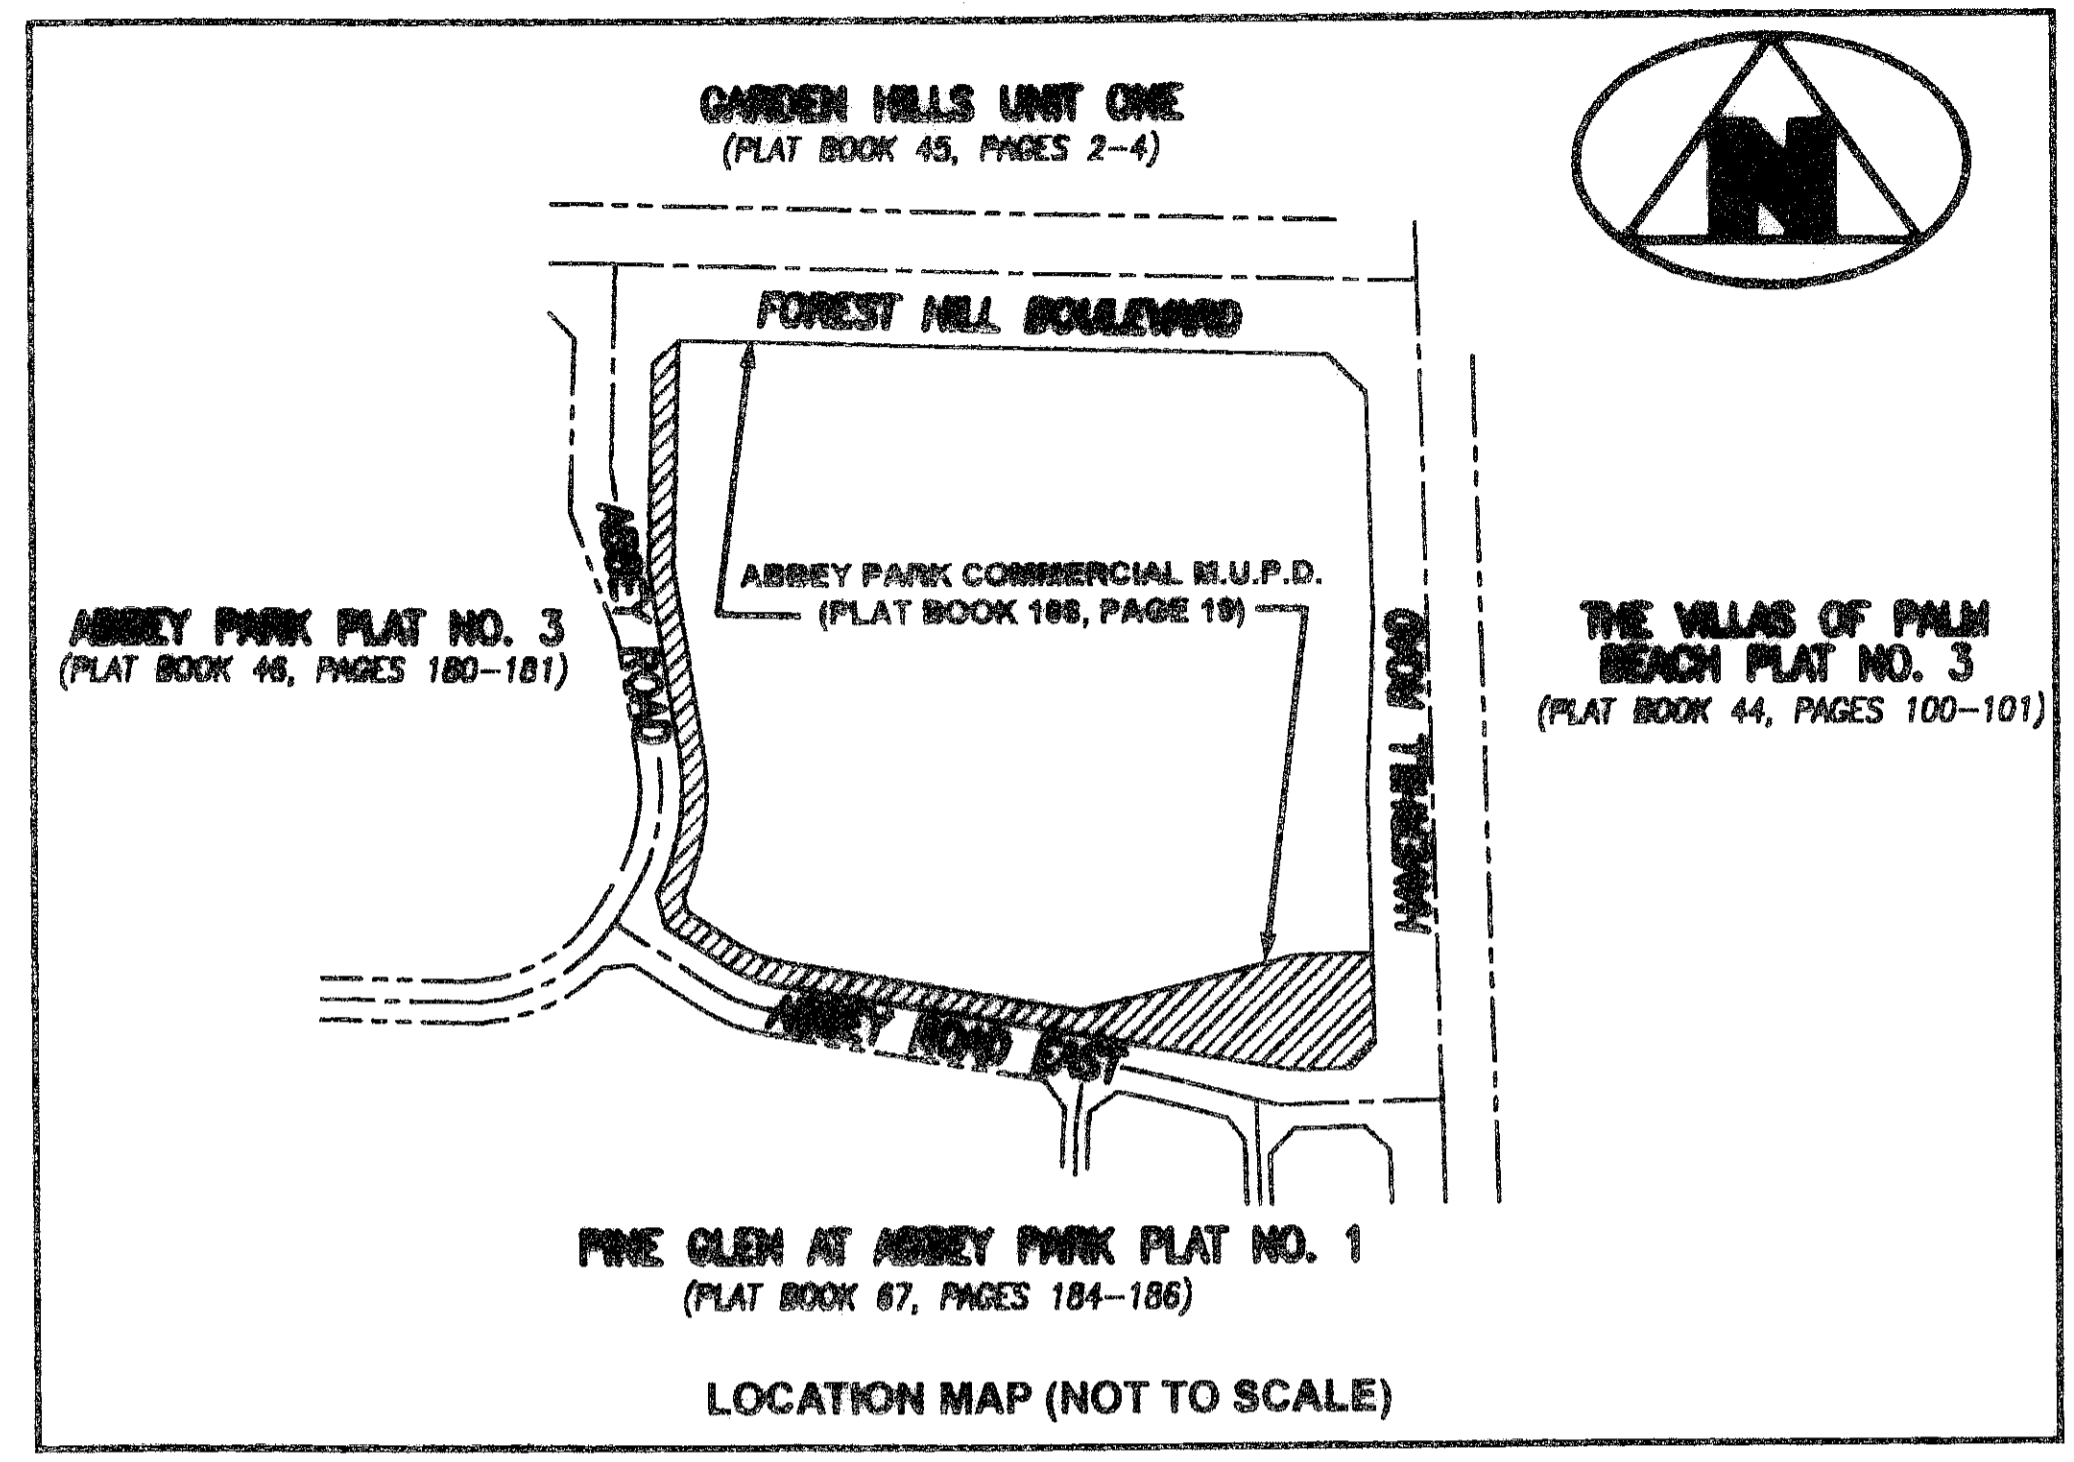 GARDEN HILLS UNIT ONE
(PLAT BOOK 45, PAGES 2-4)
N
FOREST HILL BOULEVARD
ABBEY ROAD
ABBEY PARK COMMERCIAL M.U.P.D.
(PLAT BOOK PAGE 19)
ABBEY PARK PLAT NO. 3
(PLAT BOOK 46, PAGES 180-181)
HAVERHILL ROAD
THE VILLAS OF PALM
BEACH PLAT NO. 3
(PLAT BOOK 44, PAGES 100-101)
ABBEY ROAD EAST
PINE GLEN AT ABBEY PARK PLAT NO. 1
(PLAT BOOK 67, PAGES 184-186)
LOCATION MAP (NOT TO SCALE)